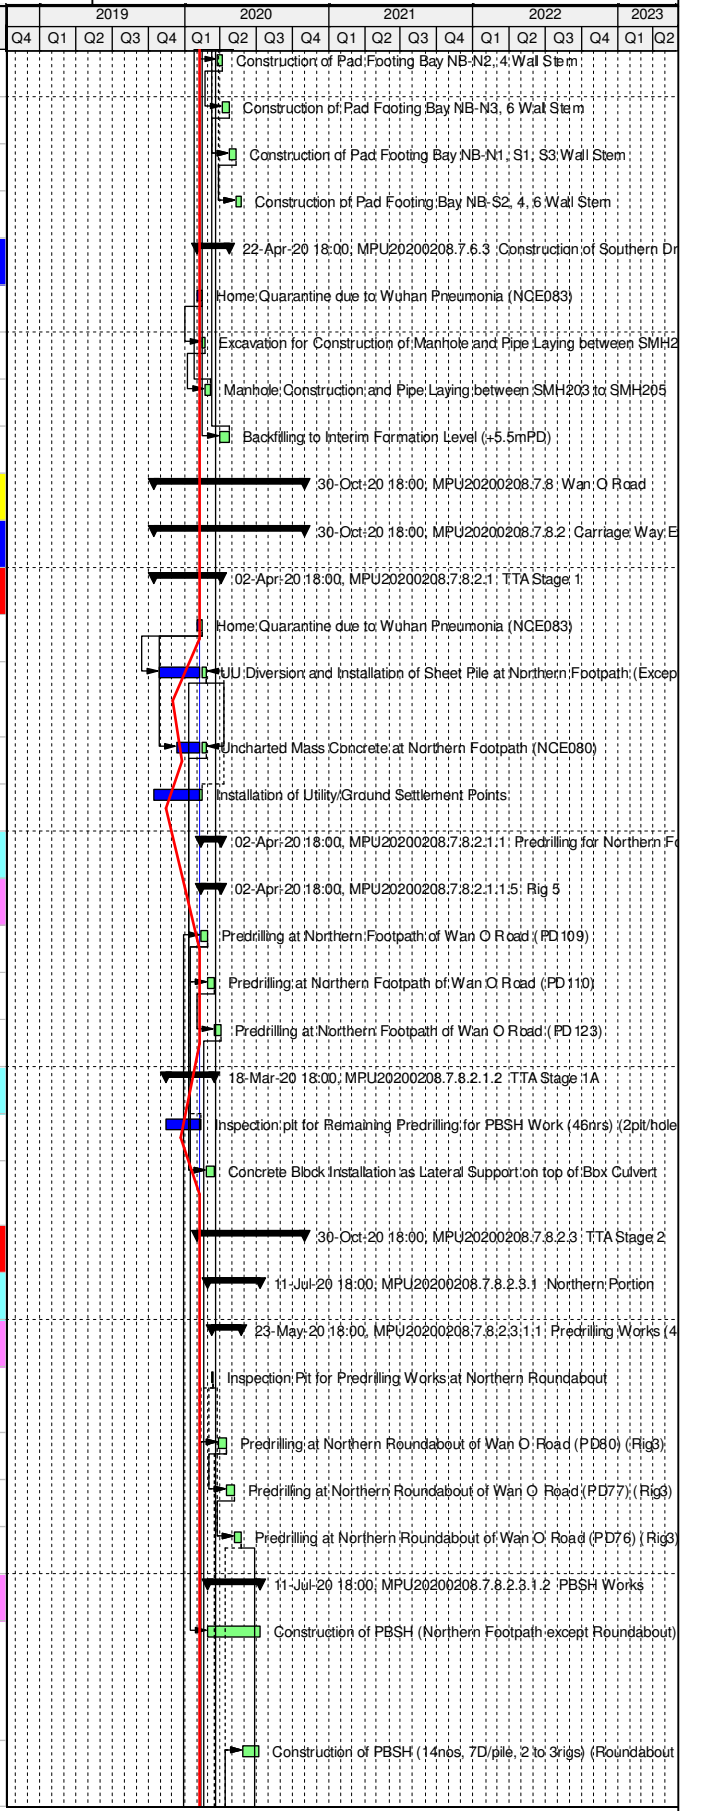 2019 2020 2021 2022 2023
Q4 Q1 Q2 Q3 Q4 Q1 Q2 Q3 Q4 Q1 Q2 Q3 Q4 Q1 Q2 Q3 Q4 Q1 Q2
Construction of Pad Footing Bay NB-N2, 4 Wall Stem
Construction of Pad Footing Bay NB-N3, 6 Wall Stem
Construction of Pad Footing Bay NB-N1, S1, S3 Wall Stem
Construction of Pad Footing Bay NB-S2, 4, 6 Wall Stem
22-Apr-20 18:00, MPU20200208.7.6.3 Construction of Southern Dr
Home Quarantine due to Wuhan Pneumonia (NCE083)
Excavation for Construction of Manhole and Pipe Laying between SMH2
Manhole Construction and Pipe Laying between SMH203 to SMH205
Backfilling to Interim Formation Level (+5.5mPD)
30-Oct-20 18:00, MPU20200208.7.8 Wan O Road
30-Oct-20 18:00, MPU20200208.7.8.2 Carriage Way E
02-Apr-20 18:00, MPU20200208.7.8.2.1 TTA Stage 1
Home Quarantine due to Wuhan Pneumonia (NCE083)
UU Diversion and Installation of Sheet Pile at Northern Footpath (Excep
Uncharted Mass Concrete at Northern Footpath (NCE080)
Installation of Utility/Ground Settlement Points
02-Apr-20 18:00, MPU20200208.7.8.2.1.1 Predrilling for Northern Fo
02-Apr-20 18:00, MPU20200208.7.8.2.1.1.5 Rig 5
Predrilling at Northern Footpath of Wan O Road (PD109)
Predrilling at Northern Footpath of Wan O Road (PD110)
Predrilling at Northern Footpath of Wan O Road (PD123)
18-Mar-20 18:00, MPU20200208.7.8.2.1.2 TTA Stage 1A
Inspection pit for Remaining Predrilling for PBSH Work (46nrs) (2pit/hole
Concrete Block Installation as Lateral Support on top of Box Culvert
30-Oct-20 18:00, MPU20200208.7.8.2.3 TTA Stage 2
11-Jul-20 18:00, MPU20200208.7.8.2.3.1 Northern Portion
23-May-20 18:00, MPU20200208.7.8.2.3.1.1 Predrilling Works (4
Inspection Pit for Predrilling Works at Northern Roundabout
Predrilling at Northern Roundabout of Wan O Road (PD80) (Rig3)
Predrilling at Northern Roundabout of Wan O Road (PD77) (Rig3)
Predrilling at Northern Roundabout of Wan O Road (PD76) (Rig3)
11-Jul-20 18:00, MPU20200208.7.8.2.3.1.2 PBSH Works
Construction of PBSH (Northern Footpath except Roundabout)
Construction of PBSH (14nos, 7D/pile, 2 to 3rigs) (Roundabout